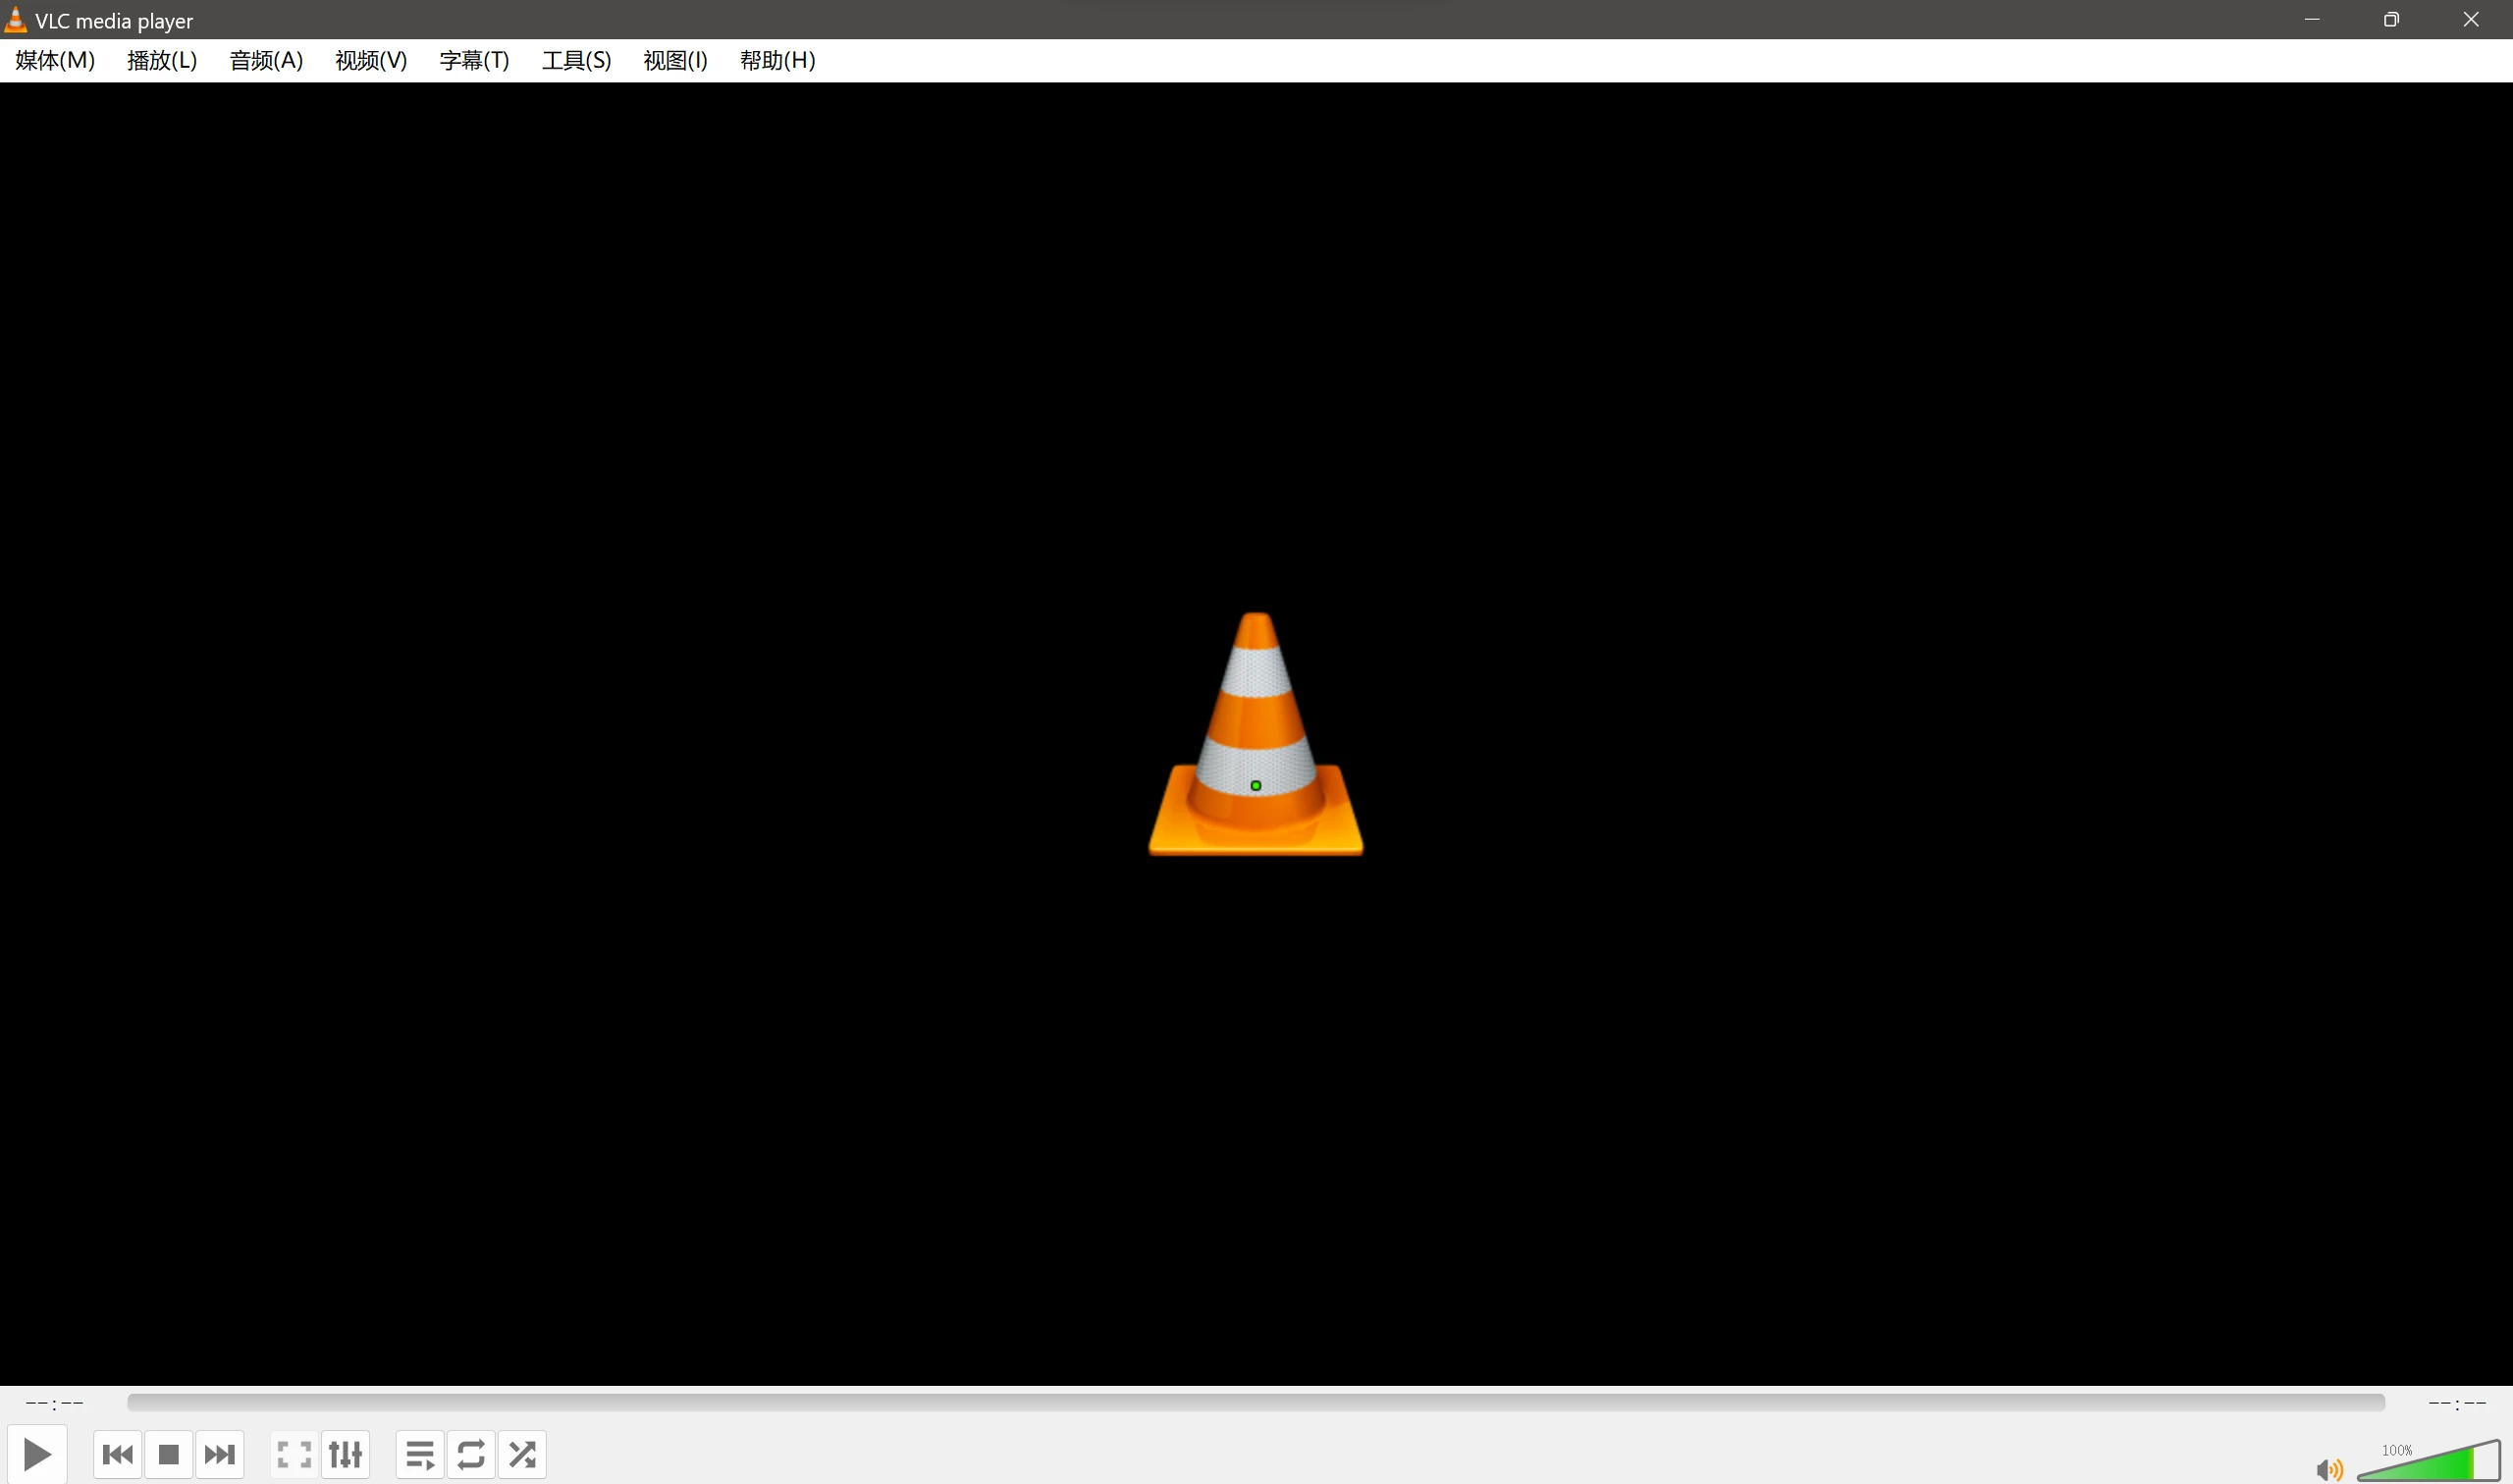 VLC media player
媒体(M) 播放(L) 音频(A) 视频(V) 字幕(T) 工具(S) 视图(I) 帮助(H)
--:-- --:--
100%